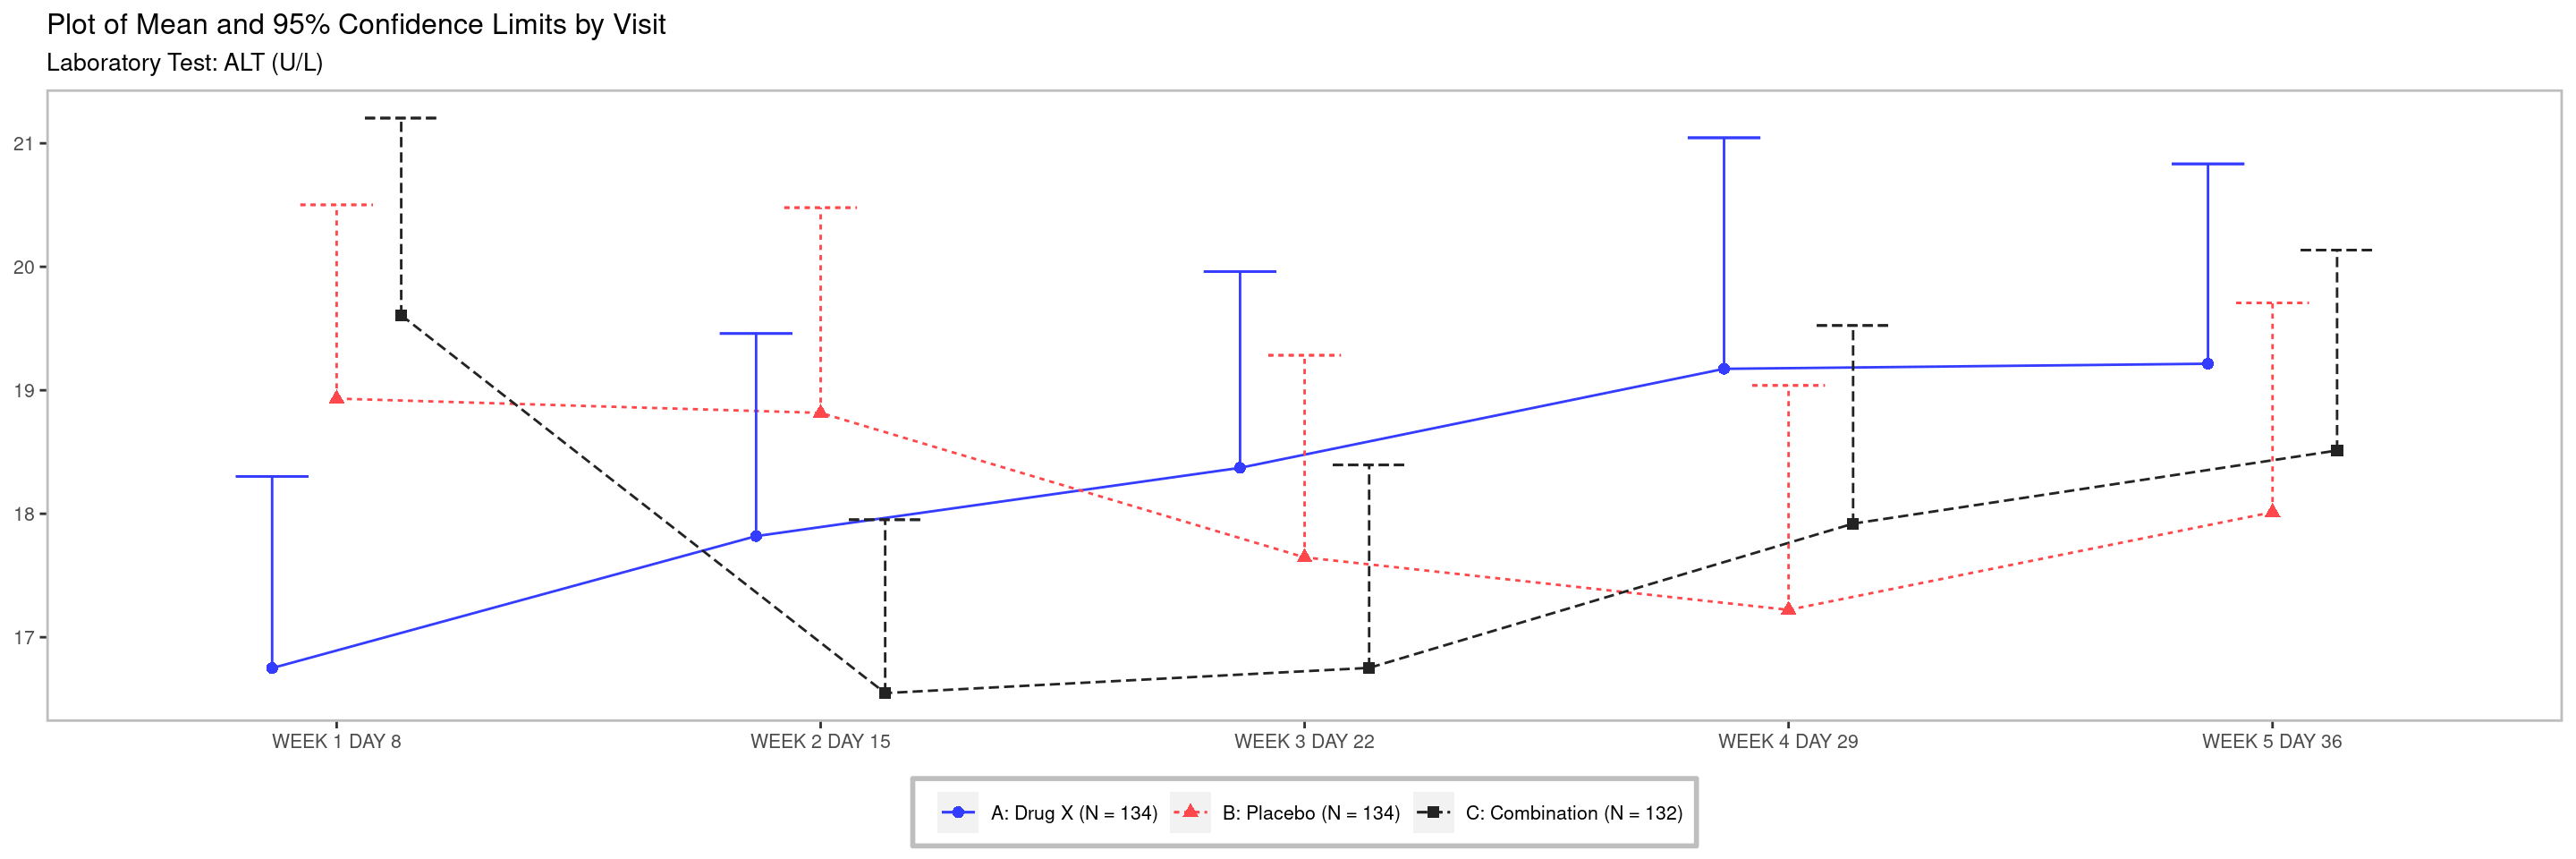 Plot of Mean and 95% Confidence Limits by Visit
Laboratory Test: ALT (U/L)
21
20
19
18
17
WEEK 1 DAY 8
WEEK 2 DAY 15
WEEK 3 DAY 22
WEEK 4 DAY 29
WEEK 5 DAY 36
A: Drug X (N = 134)
B: Placebo (N = 134)
C: Combination (N = 132)